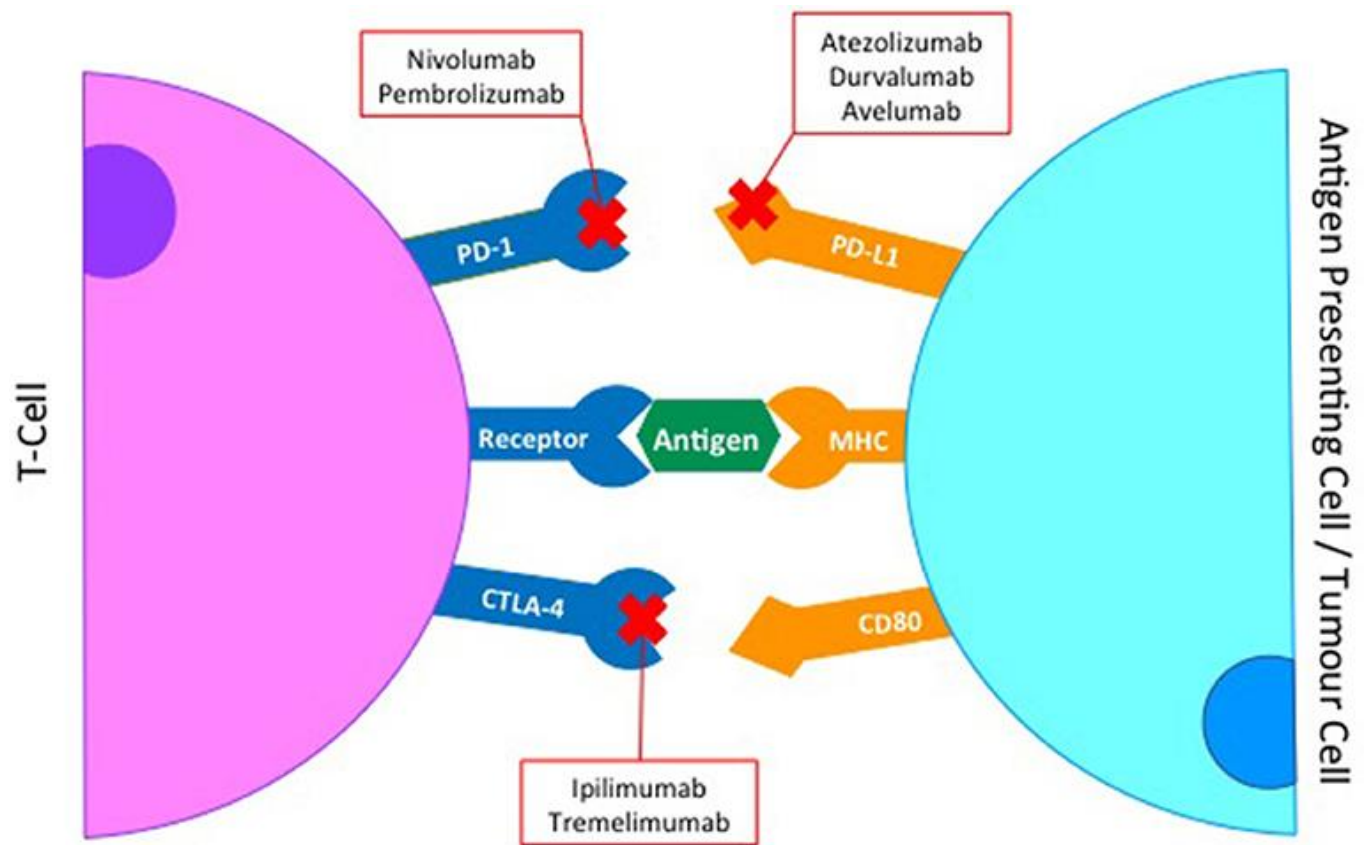 Nivolumab
Pembrolizumab
Atezolizumab
Durvalumab
Avelumab
PD-1
PD-L1
T-Cell
Receptor
Antigen
MHC
Antigen Presenting Cell / Tumour Cell
CTLA-4
CD80
Ipilimumab
Tremelimumab